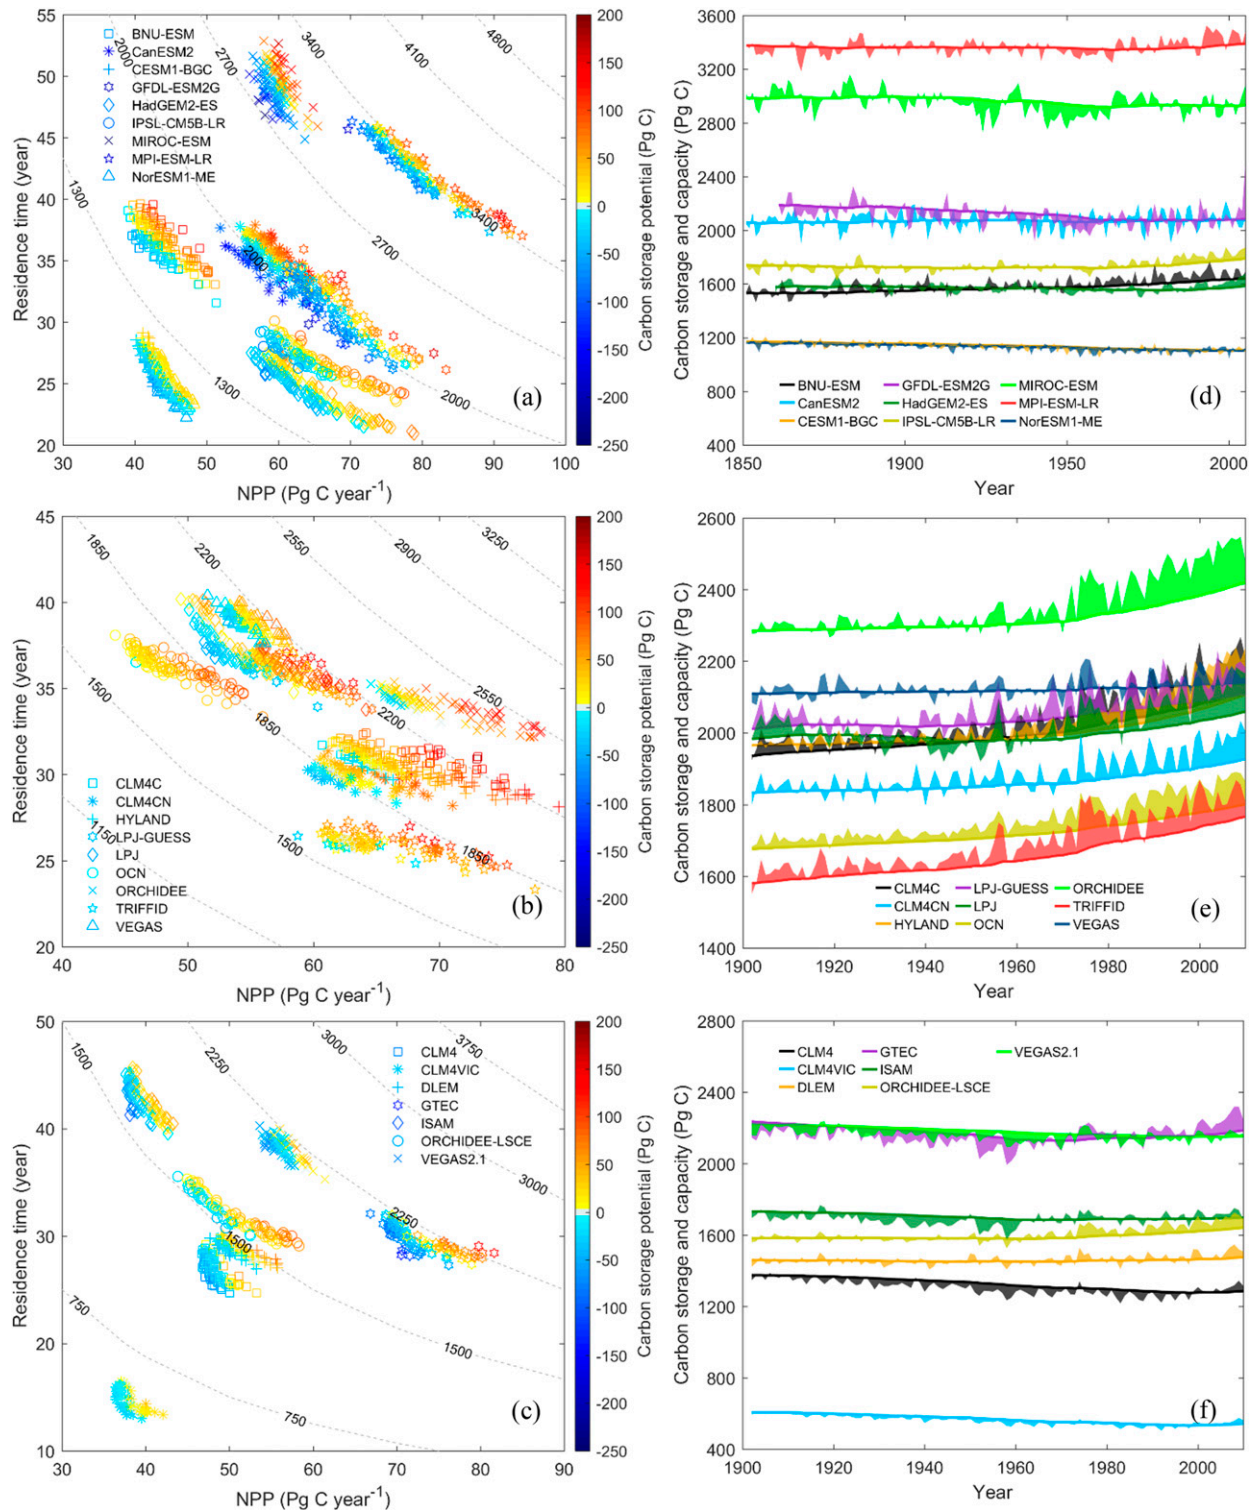 55
50
45
40
35
30
25
20
Residence time (year)
30 40 50 60 70 80 90 100
NPP (Pg C year-1)
BNU-ESM
CanESM2
CESM1-BGC
GFDL-ESM2G
HadGEM2-ES
IPSL-CM5B-LR
MIROC-ESM
MPI-ESM-LR
NorESM1-ME
2000 2700 3400 4100 4800
1300
3400
2700
2000
1300
2000
(a)
200
150
100
50
0
-50
-100
-150
-200
-250
Carbon storage potential (Pg C)
3600
3200
2800
2400
2000
1600
1200
800
400
Carbon storage and capacity (Pg C)
1850 1900 1950 2000
Year
BNU-ESM GFDL-ESM2G MIROC-ESM
CanESM2 HadGEM2-ES MPI-ESM-LR
CESM1-BGC IPSL-CM5B-LR NorESM1-ME
(d)
45
40
35
30
25
20
Residence time (year)
40 50 60 70 80
NPP (Pg C year-1)
1850 2200 2550 2900 3250
1500
2550
2200
1850
1850
1500
1150
CLM4C
CLM4CN
HYLAND
LPJ-GUESS
LPJ
OCN
ORCHIDEE
TRIFFID
VEGAS
(b)
200
150
100
50
0
-50
-100
-150
-200
-250
Carbon storage potential (Pg C)
2600
2400
2200
2000
1800
1600
1400
Carbon storage and capacity (Pg C)
1900 1920 1940 1960 1980 2000
Year
CLM4C LPJ-GUESS ORCHIDEE
CLM4CN LPJ TRIFFID
HYLAND OCN VEGAS
(e)
50
40
30
20
10
Residence time (year)
30 40 50 60 70 80 90
NPP (Pg C year-1)
1500 2250 3000 3750
CLM4
CLM4VIC
DLEM
GTEC
ISAM
ORCHIDEE-LSCE
VEGAS2.1
3000
2250
1500
750
1500
750
(c)
200
150
100
50
0
-50
-100
-150
-200
-250
Carbon storage potential (Pg C)
2800
2400
2000
1600
1200
800
400
Carbon storage and capacity (Pg C)
1900 1920 1940 1960 1980 2000
Year
CLM4 GTEC VEGAS2.1
CLM4VIC ISAM
DLEM ORCHIDEE-LSCE
(f)